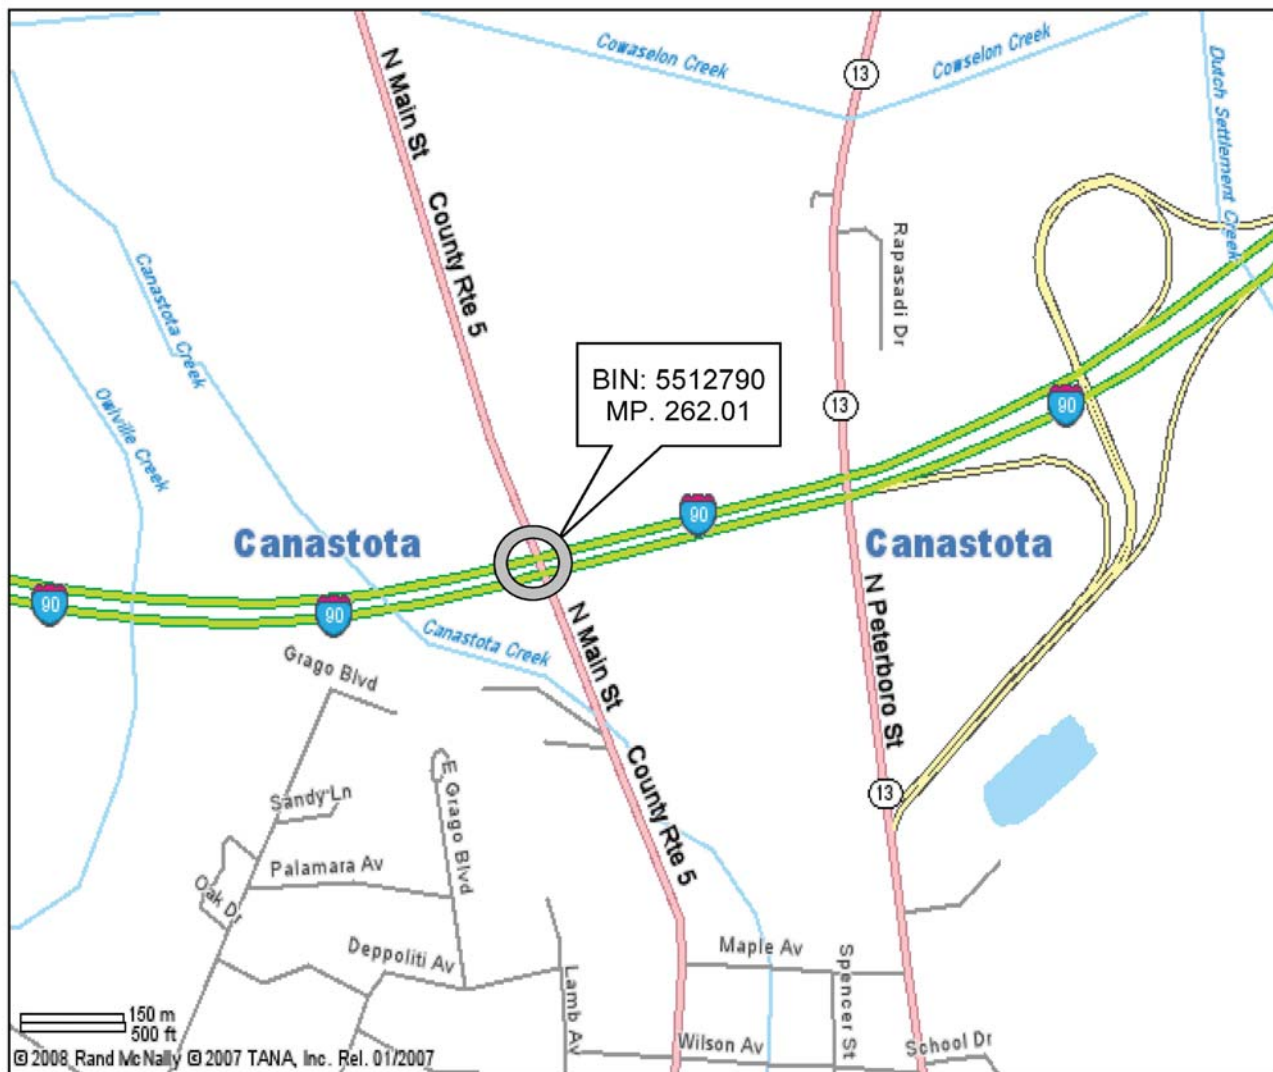 Cowaselon Creek
Cowselon Creek
13
N Main St
County Rte 5
Dutch Settlement Creek
Rapasadi Dr
Canastota Creek
Owlville Creek
BIN: 5512790
MP. 262.01
13
90
90
Canastota
Canastota
90
90
Canastota Creek
N Main St
County Rte 5
N Peterboro St
Grago Blvd
E Grago Blvd
13
Sandy Ln
Palamara Av
Oak Dr
Deppoliti Av
Lamb Av
Maple Av
Spencer St
Wilson Av
School Dr
150 m
500 ft
© 2008 Rand McNally © 2007 TANA, Inc. Rel. 01/2007